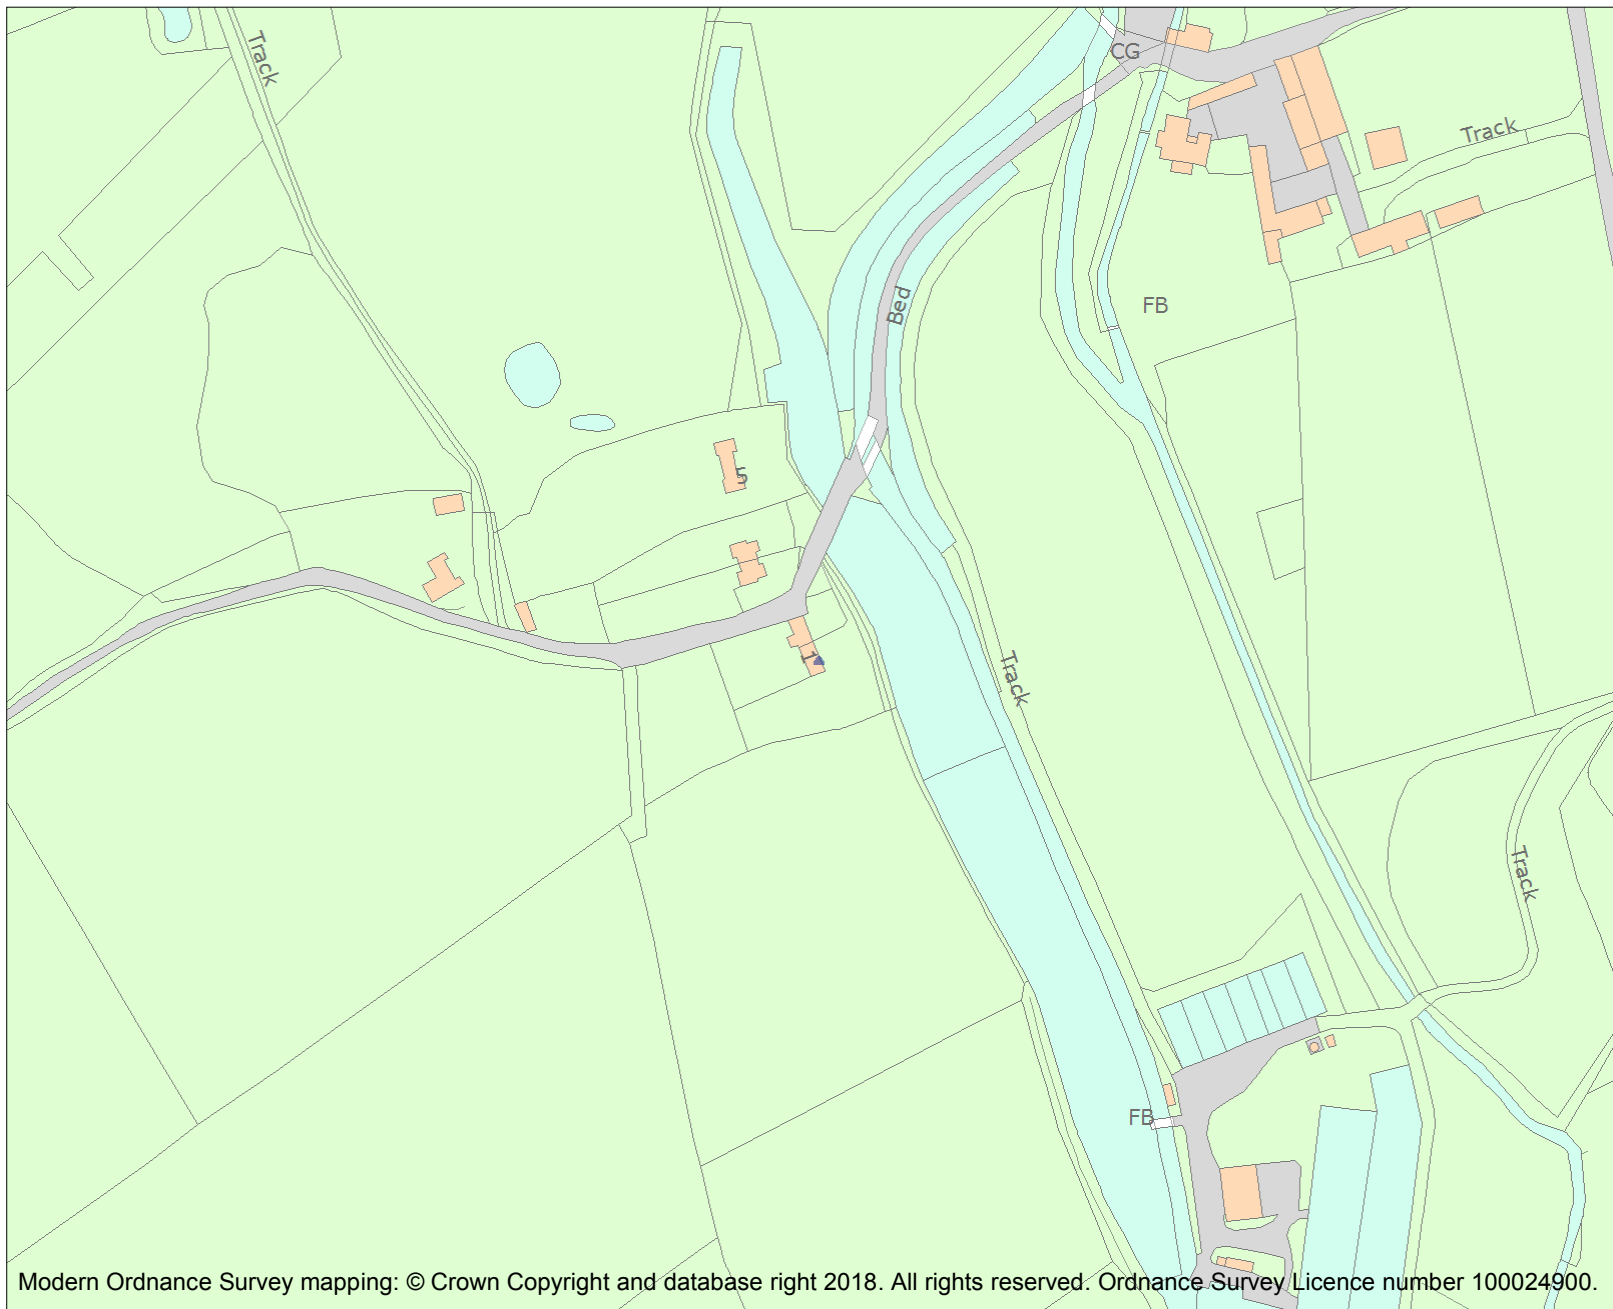 Track
CG
Track
Bed
FB
5
1
Track
Track
FB
Modern Ordnance Survey mapping: © Crown Copyright and database right 2018. All rights reserved. Ordnance Survey Licence number 100024900.